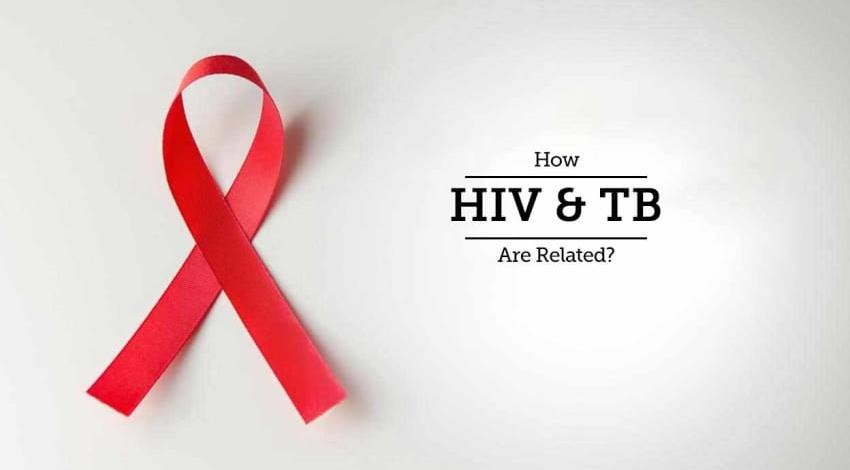 How
HIV & TB
Are Related?